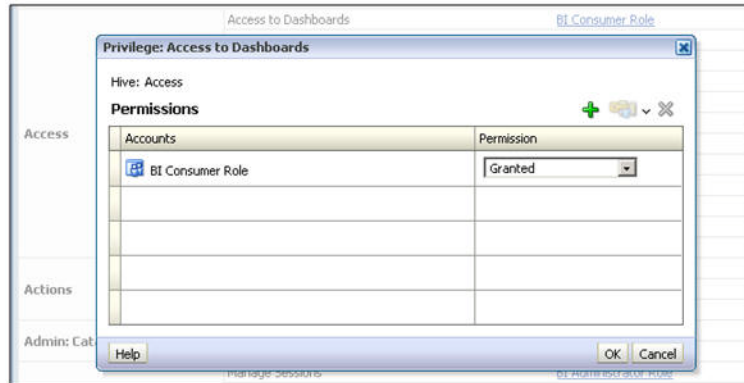 Access to Dashboards BI Consumer Role
Privilege: Access to Dashboards
Hive: Access
Permissions
Access
Accounts Permission
BI Consumer Role Granted
Actions
Admin: Cat
Help OK Cancel
Manage Sessions BI Administrator Role